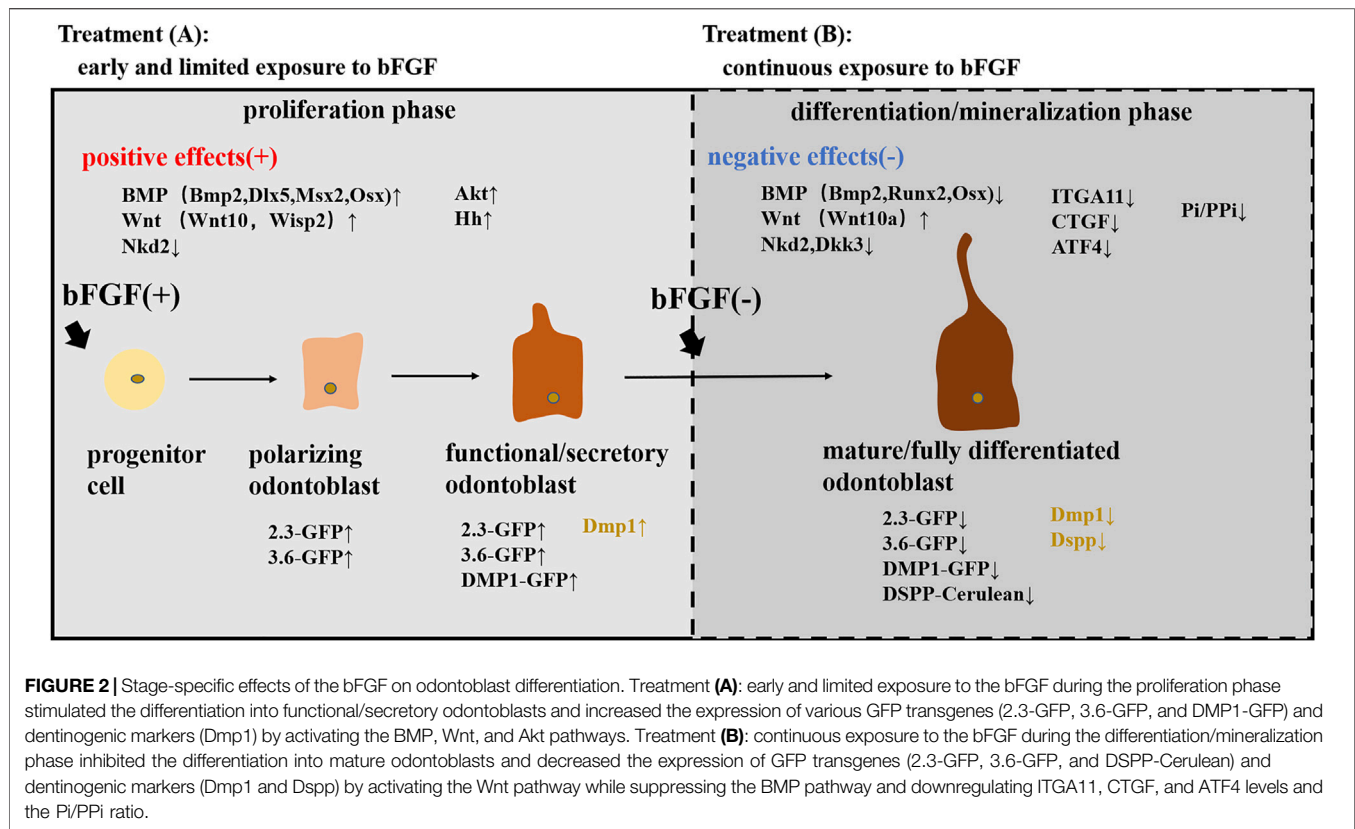 Treatment (A):
early and limited exposure to bFGF
Treatment (B):
continuous exposure to bFGF
proliferation phase
positive effects(+)
BMP (Bmp2,Dlx5,Msx2,Osx)↑
Wnt (Wnt10, Wisp2) ↑
Nkd2↓
Akt↑
Hh↑
bFGF(+)
progenitor
cell
polarizing
odontoblast
2.3-GFP↑
3.6-GFP↑
functional/secretory
odontoblast
2.3-GFP↑
3.6-GFP↑
DMP1-GFP↑
Dmp1↑
differentiation/mineralization phase
negative effects(-)
BMP (Bmp2,Runx2,Osx)↓
Wnt (Wnt10a) ↑
Nkd2,Dkk3↓
ITGA11↓
CTGF↓
ATF4↓
Pi/PPi↓
bFGF(-)
mature/fully differentiated
odontoblast
2.3-GFP↓
3.6-GFP↓
DMP1-GFP↓
DSPP-Cerulean↓
Dmp1↓
Dspp↓
FIGURE 2 | Stage-specific effects of the bFGF on odontoblast differentiation. Treatment (A): early and limited exposure to the bFGF during the proliferation phase
stimulated the differentiation into functional/secretory odontoblasts and increased the expression of various GFP transgenes (2.3-GFP, 3.6-GFP, and DMP1-GFP) and
dentinogenic markers (Dmp1) by activating the BMP, Wnt, and Akt pathways. Treatment (B): continuous exposure to the bFGF during the differentiation/mineralization
phase inhibited the differentiation into mature odontoblasts and decreased the expression of GFP transgenes (2.3-GFP, 3.6-GFP, and DSPP-Cerulean) and
dentinogenic markers (Dmp1 and Dspp) by activating the Wnt pathway while suppressing the BMP pathway and downregulating ITGA11, CTGF, and ATF4 levels and
the Pi/PPi ratio.